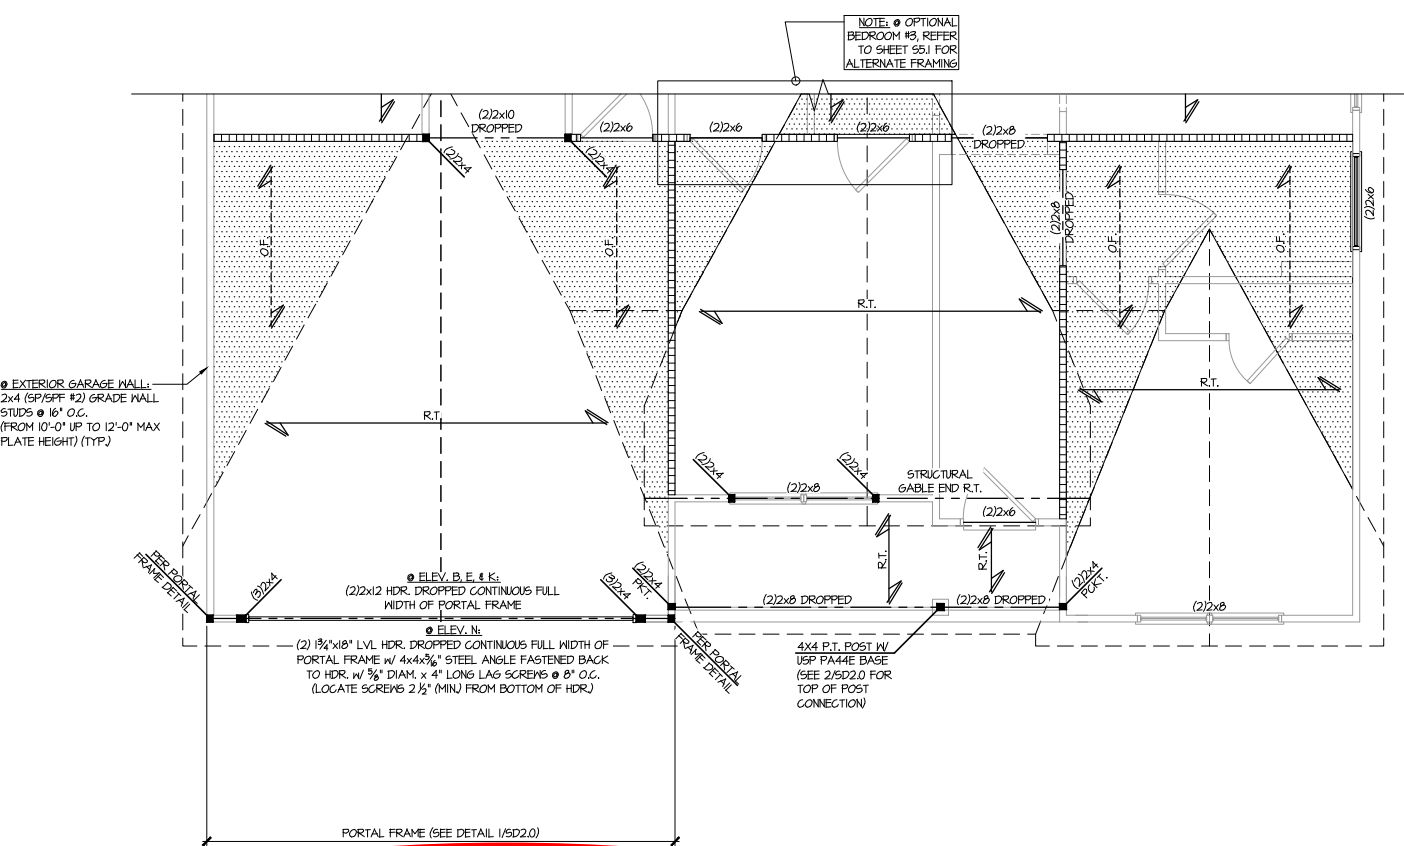 NOTE: @ OPTIONAL
BEDROOM #3, REFER
TO SHEET S5.1 FOR
ALTERNATE FRAMING
(2)2x10
DROPPED
(2)2x6
(2)2x6
(2)2x6
(2)2x8
DROPPED
(2)2x4
(2)2x4
(2)2x8
DROPPED
(2)2x6
O.F.
O.F.
O.F.
O.F.
R.T.
R.T.
R.T.
@ EXTERIOR GARAGE WALL:
2x4 (SP/SPF #2) GRADE WALL
STUDS @ 16" O.C.
(FROM 10'-0" UP TO 12'-0" MAX
PLATE HEIGHT) (TYP.)
(2)2x4
(2)2x4
(2)2x8
STRUCTURAL
GABLE END R.T.
(2)2x6
R.T.
R.T.
PER PORTAL
FRAME DETAIL
(3)2x4
@ ELEV. B, E, & K:
(2)2x12 HDR. DROPPED CONTINUOUS FULL
WIDTH OF PORTAL FRAME
(3)2x4
(2)2x4
PKT.
(2)2x8 DROPPED
(2)2x8 DROPPED
(2)2x4
PCKT.
(2)2x8
@ ELEV. N:
(2) 1¾"x18" LVL HDR. DROPPED CONTINUOUS FULL WIDTH OF
PORTAL FRAME w/ 4x4x5/16" STEEL ANGLE FASTENED BACK
TO HDR. w/ ⅝" DIAM. x 4" LONG LAG SCREWS @ 8" O.C.
(LOCATE SCREWS 2 ½" (MIN.) FROM BOTTOM OF HDR.)
PER PORTAL
FRAME DETAIL
4X4 P.T. POST W/
USP PA44E BASE
(SEE 2/SD2.0 FOR
TOP OF POST
CONNECTION)
PORTAL FRAME (SEE DETAIL 1/SD2.0)